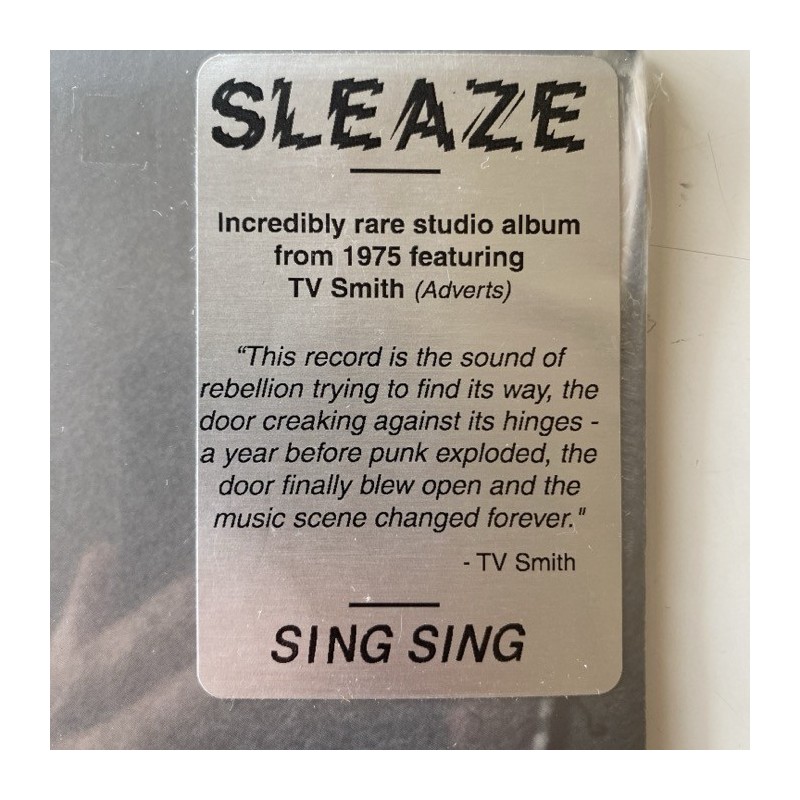 SLEAZE
Incredibly rare studio album
from 1975 featuring
TV Smith (Adverts)
“This record is the sound of
rebellion trying to find its way, the
door creaking against its hinges -
a year before punk exploded, the
door finally blew open and the
music scene changed forever."
- TV Smith
SING SING